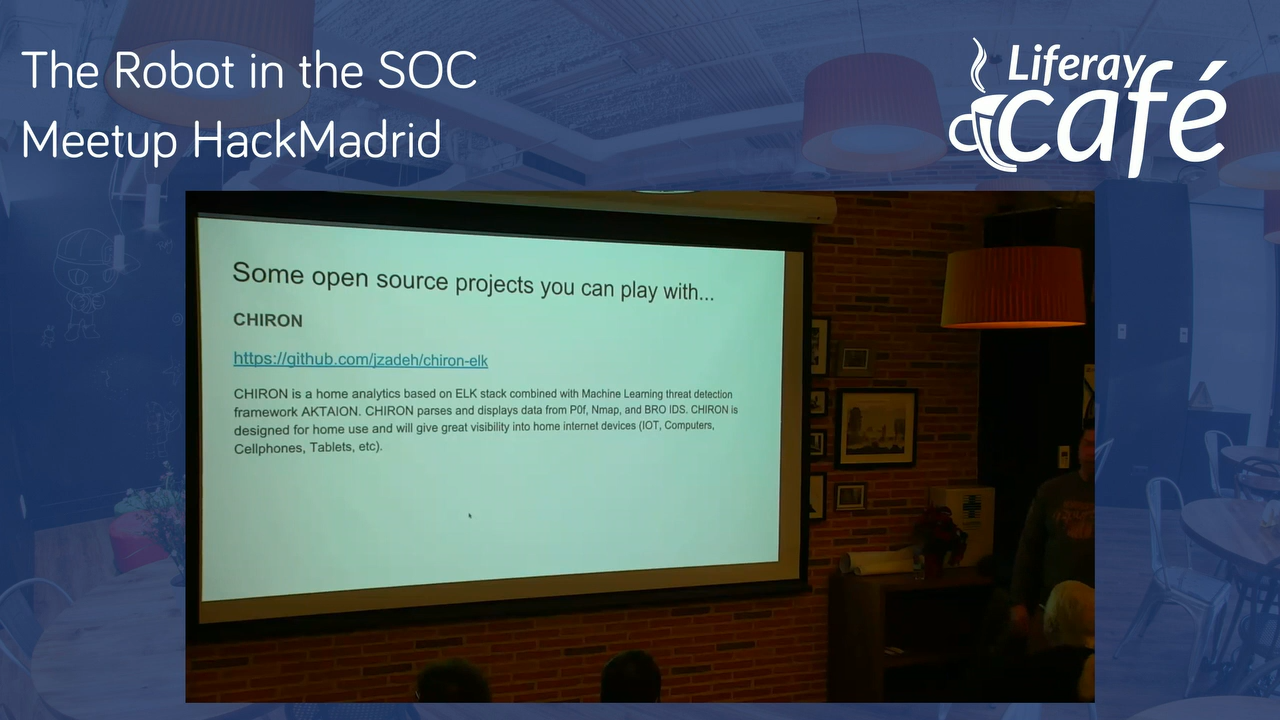 The Robot in the SOC
Meetup HackMadrid
Liferay
café
Some open source projects you can play with...
CHIRON
https://github.com/jzadeh/chiron-elk
CHIRON is a home analytics based on ELK stack combined with Machine Learning threat detection
framework AKTAION. CHIRON parses and displays data from P0f, Nmap, and BRO IDS. CHIRON is
designed for home use and will give great visibility into home internet devices (IOT, Computers,
Cellphones, Tablets, etc).